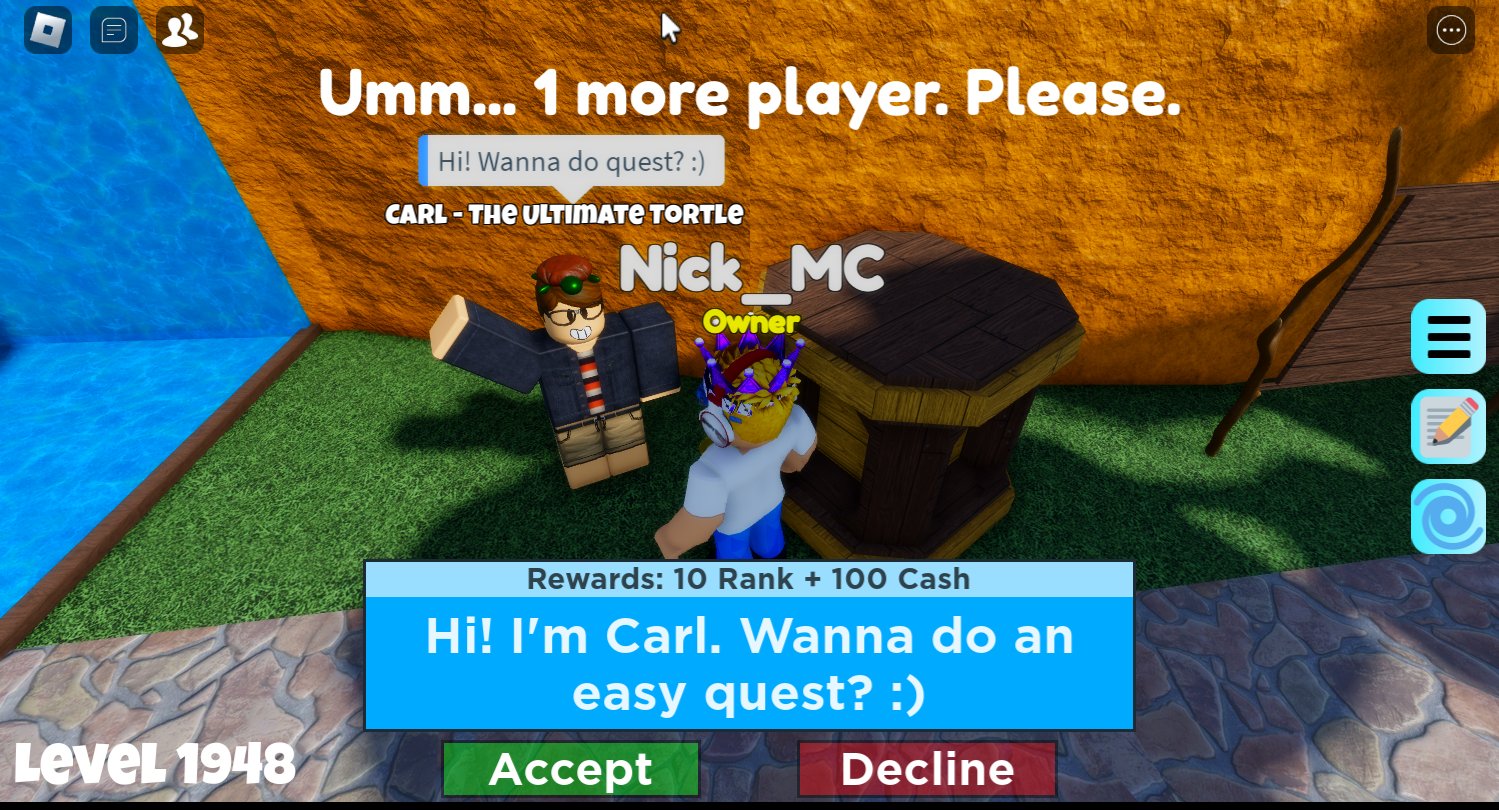 Umm... 1 more player. Please.
Hi! Wanna do quest? :)
CARL - THE ULTIMATE TORTLE
Nick__MC
Owner
Rewards: 10 Rank + 100 Cash
Hi! I'm Carl. Wanna do an
easy quest? :)
Level 1948
Accept
Decline